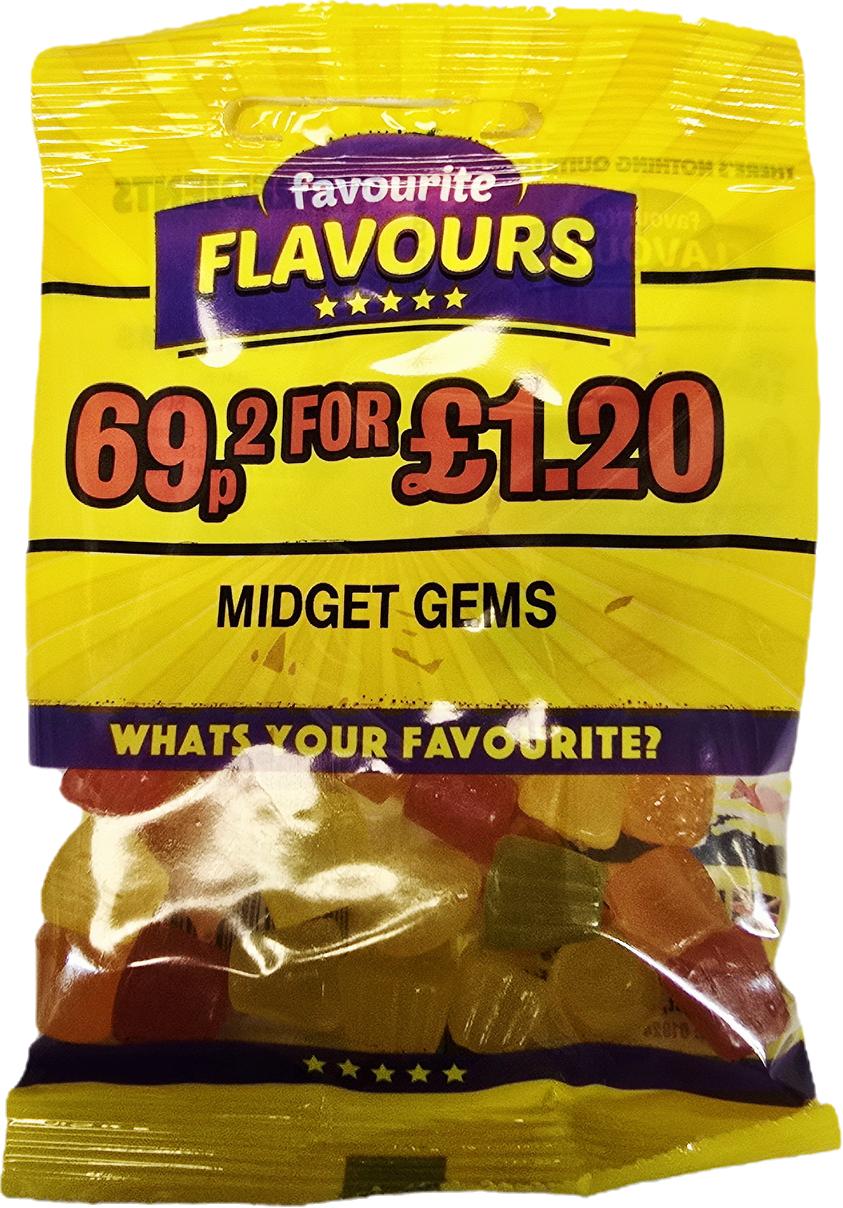 favourite
FLAVOURS
69p 2 FOR £1.20
MIDGET GEMS
WHATS YOUR FAVOURITE?